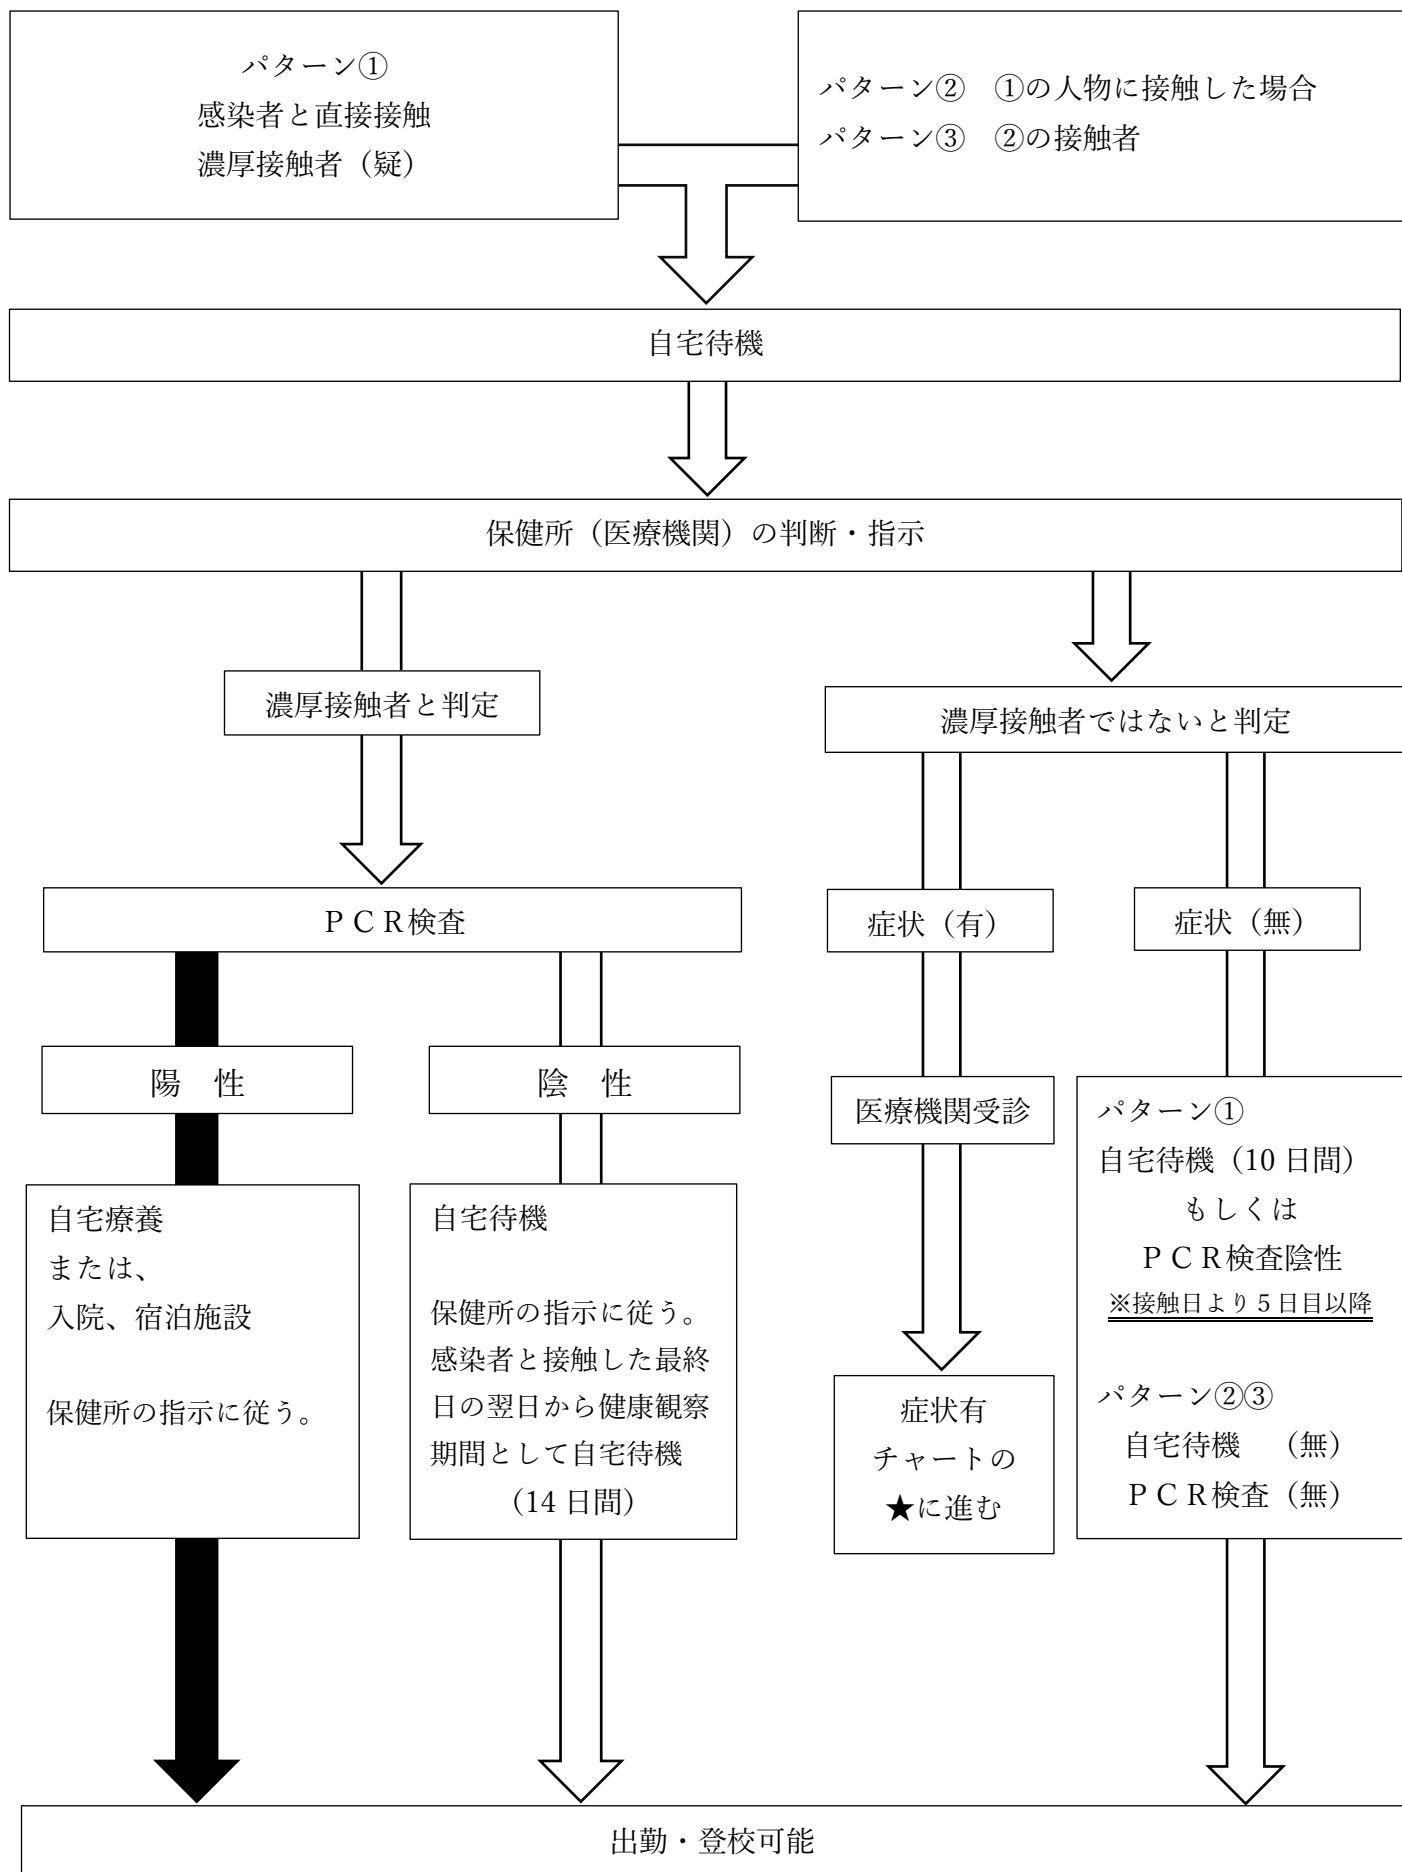 パターン①
感染者と直接接触
濃厚接触者（疑）
パターン②　①の人物に接触した場合
パターン③　②の接触者
自宅待機
保健所（医療機関）の判断・指示
濃厚接触者と判定
濃厚接触者ではないと判定
ＰＣＲ検査
症状（有）
症状（無）
陽　性
陰　性
医療機関受診
自宅療養
または、
入院、宿泊施設
保健所の指示に従う。
自宅待機
保健所の指示に従う。
感染者と接触した最終
日の翌日から健康観察
期間として自宅待機
（14 日間）
症状有
チャートの
★に進む
パターン①
自宅待機（10 日間）
もしくは
ＰＣＲ検査陰性
※接触日より 5 日目以降
パターン②③
自宅待機　（無）
ＰＣＲ検査（無）
出勤・登校可能